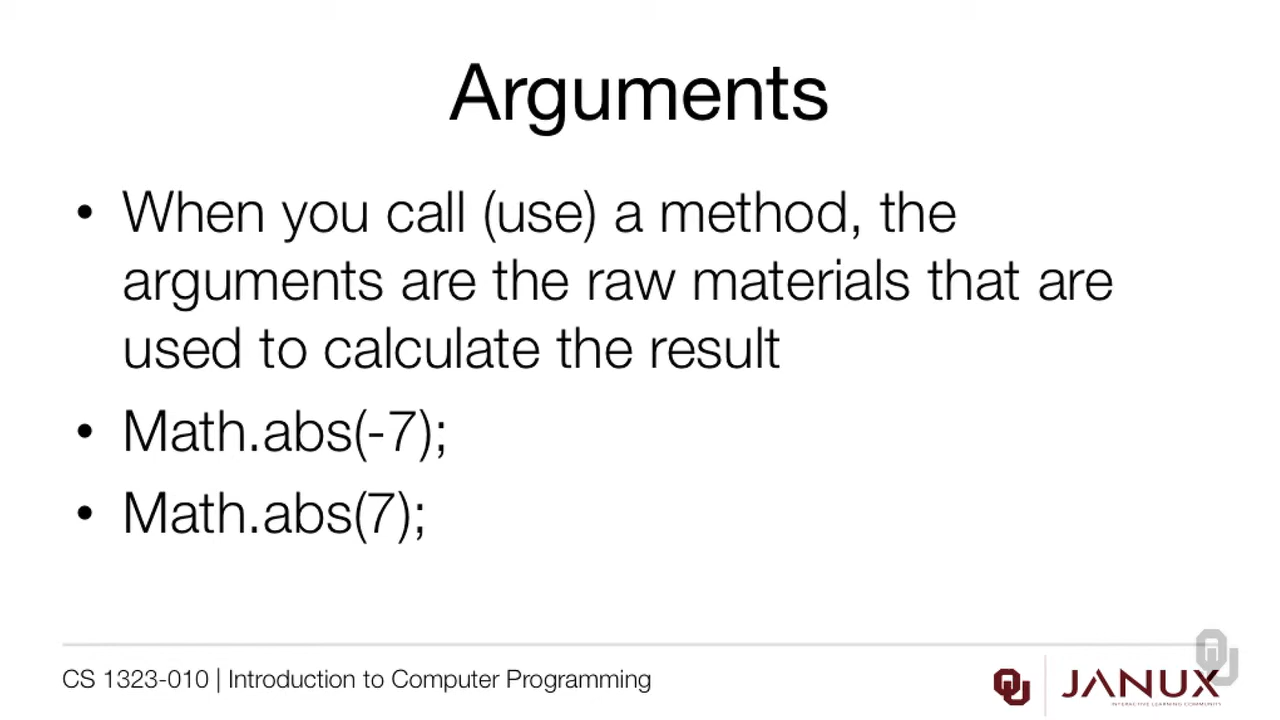 Arguments
• When you call (use) a method, the
arguments are the raw materials that are
used to calculate the result
• Math.abs(-7);
• Math.abs(7);
CS 1323-010 | Introduction to Computer Programming
JANUX
INTERACTIVE LEARNING COMMUNITY